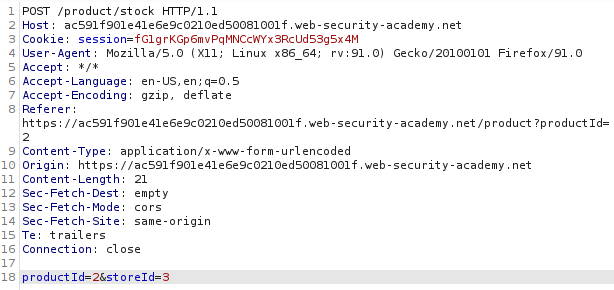 1 POST /product/stock HTTP/1.1
2 Host: ac591f901e41e6e9c0210ed50081001f.web-security-academy.net
3 Cookie: session=fGlgrKGp6mvPqMNCcWYx3RcUd53g5x4M
4 User-Agent: Mozilla/5.0 (X11; Linux x86_64; rv:91.0) Gecko/20100101 Firefox/91.0
5 Accept: */*
6 Accept-Language: en-US,en;q=0.5
7 Accept-Encoding: gzip, deflate
8 Referer:
https://ac591f901e41e6e9c0210ed50081001f.web-security-academy.net/product?productId=
2
9 Content-Type: application/x-www-form-urlencoded
10 Origin: https://ac591f901e41e6e9c0210ed50081001f.web-security-academy.net
11 Content-Length: 21
12 Sec-Fetch-Dest: empty
13 Sec-Fetch-Mode: cors
14 Sec-Fetch-Site: same-origin
15 Te: trailers
16 Connection: close
17
18 productId=2&storeId=3